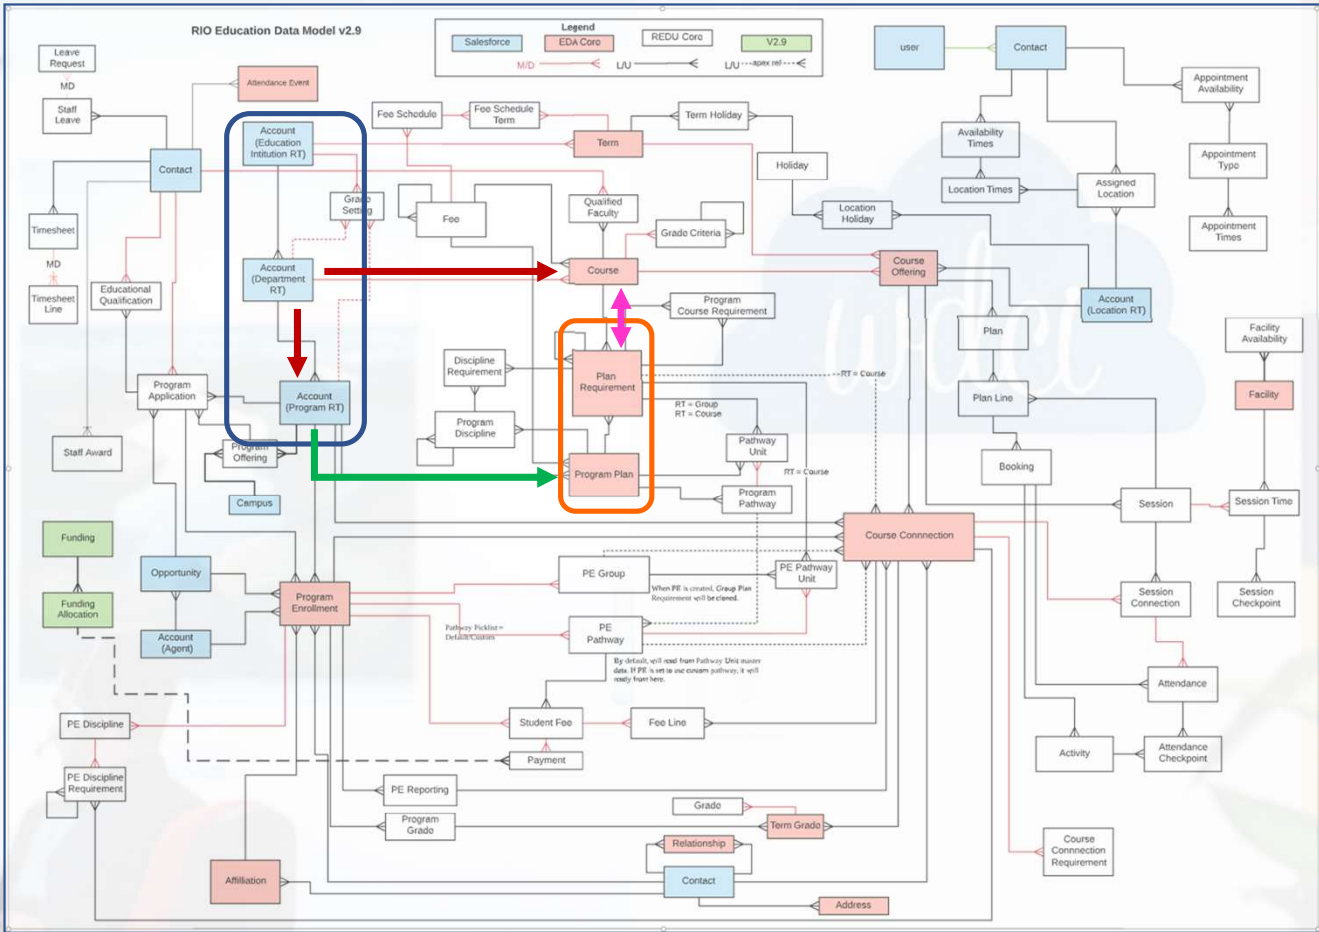 RIO Education Data Model v2.9
Legend
Salesforce
EDA Core
REDU Core
V2.9
M/D
L/U
L/U
apex rel
user
Contact
Leave
Request
MD
Staff
Leave
Attendance Event
Account
(Education
Intitution RT)
Fee Schedule
Fee Schedule
Term
Term
Term Holiday
Holiday
Availability
Times
Appointment
Availability
Contact
Appointment
Type
Location Times
Assigned
Location
Grade
Setting
Fee
Qualified
Faculty
Grade Criteria
Location
Holiday
Appointment
Times
Timesheet
MD
Timesheet
Line
Educational
Qualification
Account
(Department
RT)
Course
Course
Offering
Program
Course Requirement
Account
(Location RT)
Plan
Facility
Availability
Discipline
Requirement
Plan
Requirement
RT = Course
Program
Application
Account
(Program RT)
RT = Group
RT = Course
Plan Line
Facility
Staff Award
Program
Offering
Program
Discipline
Pathway
Unit
Program Plan
RT = Course
Booking
Campus
Program
Pathway
Session
Session Time
Funding
Course Connnection
Opportunity
PE Group
PE Pathway
Unit
When PE is created, Group Plan
Requirement will be cloned.
Funding
Allocation
Program
Enrollment
Session
Connection
Session
Checkpoint
Account
(Agent)
Pathway Picklist=
Default/Custom
PE
Pathway
By default, will read from Pathway Unit master
data. If PE is set to use custom pathway, it will
ready from here.
Attendance
PE Discipline
Student Fee
Fee Line
Payment
Activity
Attendance
Checkpoint
PE Discipline
Requirement
PE Reporting
Grade
Program
Grade
Term Grade
Relationship
Course
Connnection
Requirement
Affilliation
Contact
Address
wdci